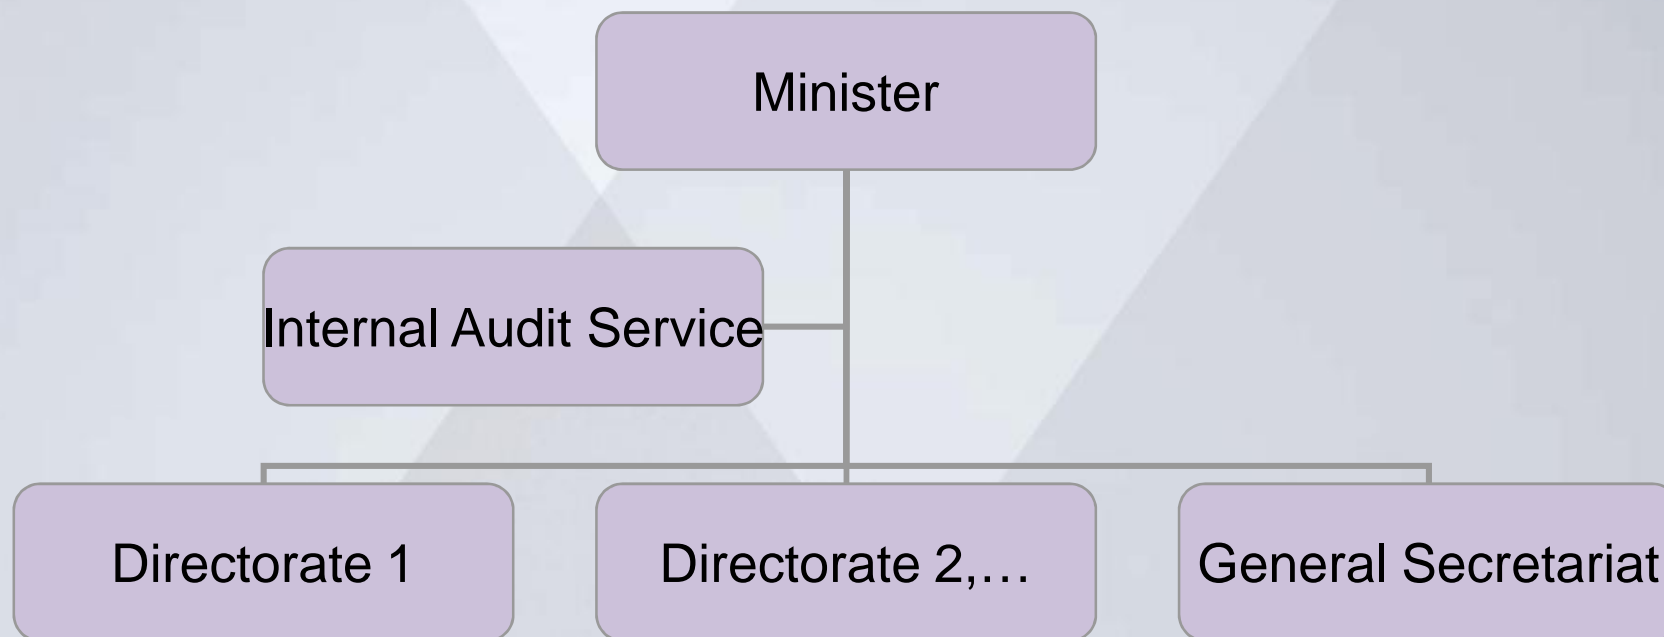 Minister
Internal Audit Service
Directorate 1
Directorate 2,…
General Secretariat